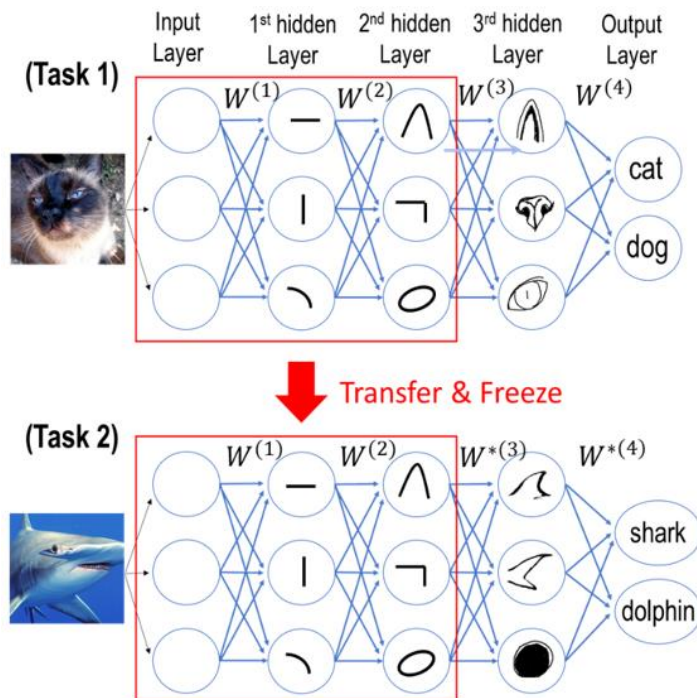 Input Layer
1st hidden Layer
2nd hidden Layer
3rd hidden Layer
Output Layer
(Task 1)
W(1)
W(2)
W(3)
W(4)
cat
dog
Transfer & Freeze
(Task 2)
W(1)
W(2)
W*(3)
W*(4)
shark
dolphin